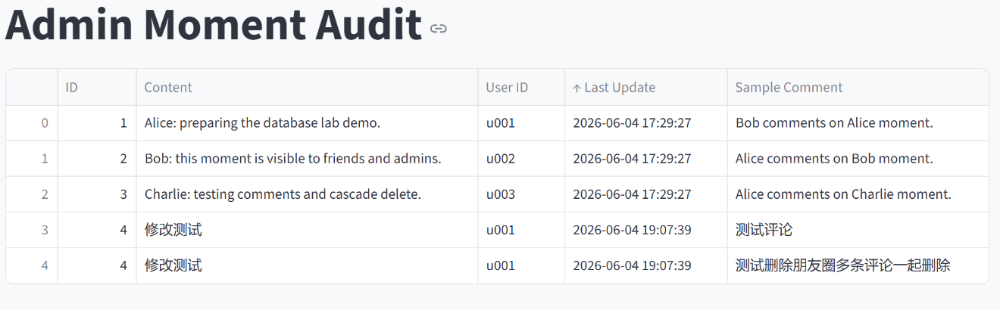 Admin Moment Audit
ID Content User ID ↑ Last Update Sample Comment
0 1 Alice: preparing the database lab demo. u001 2026-06-04 17:29:27 Bob comments on Alice moment.
1 2 Bob: this moment is visible to friends and admins. u002 2026-06-04 17:29:27 Alice comments on Bob moment.
2 3 Charlie: testing comments and cascade delete. u003 2026-06-04 17:29:27 Alice comments on Charlie moment.
3 4 修改测试 u001 2026-06-04 19:07:39 测试评论
4 4 修改测试 u001 2026-06-04 19:07:39 测试删除朋友圈多条评论一起删除